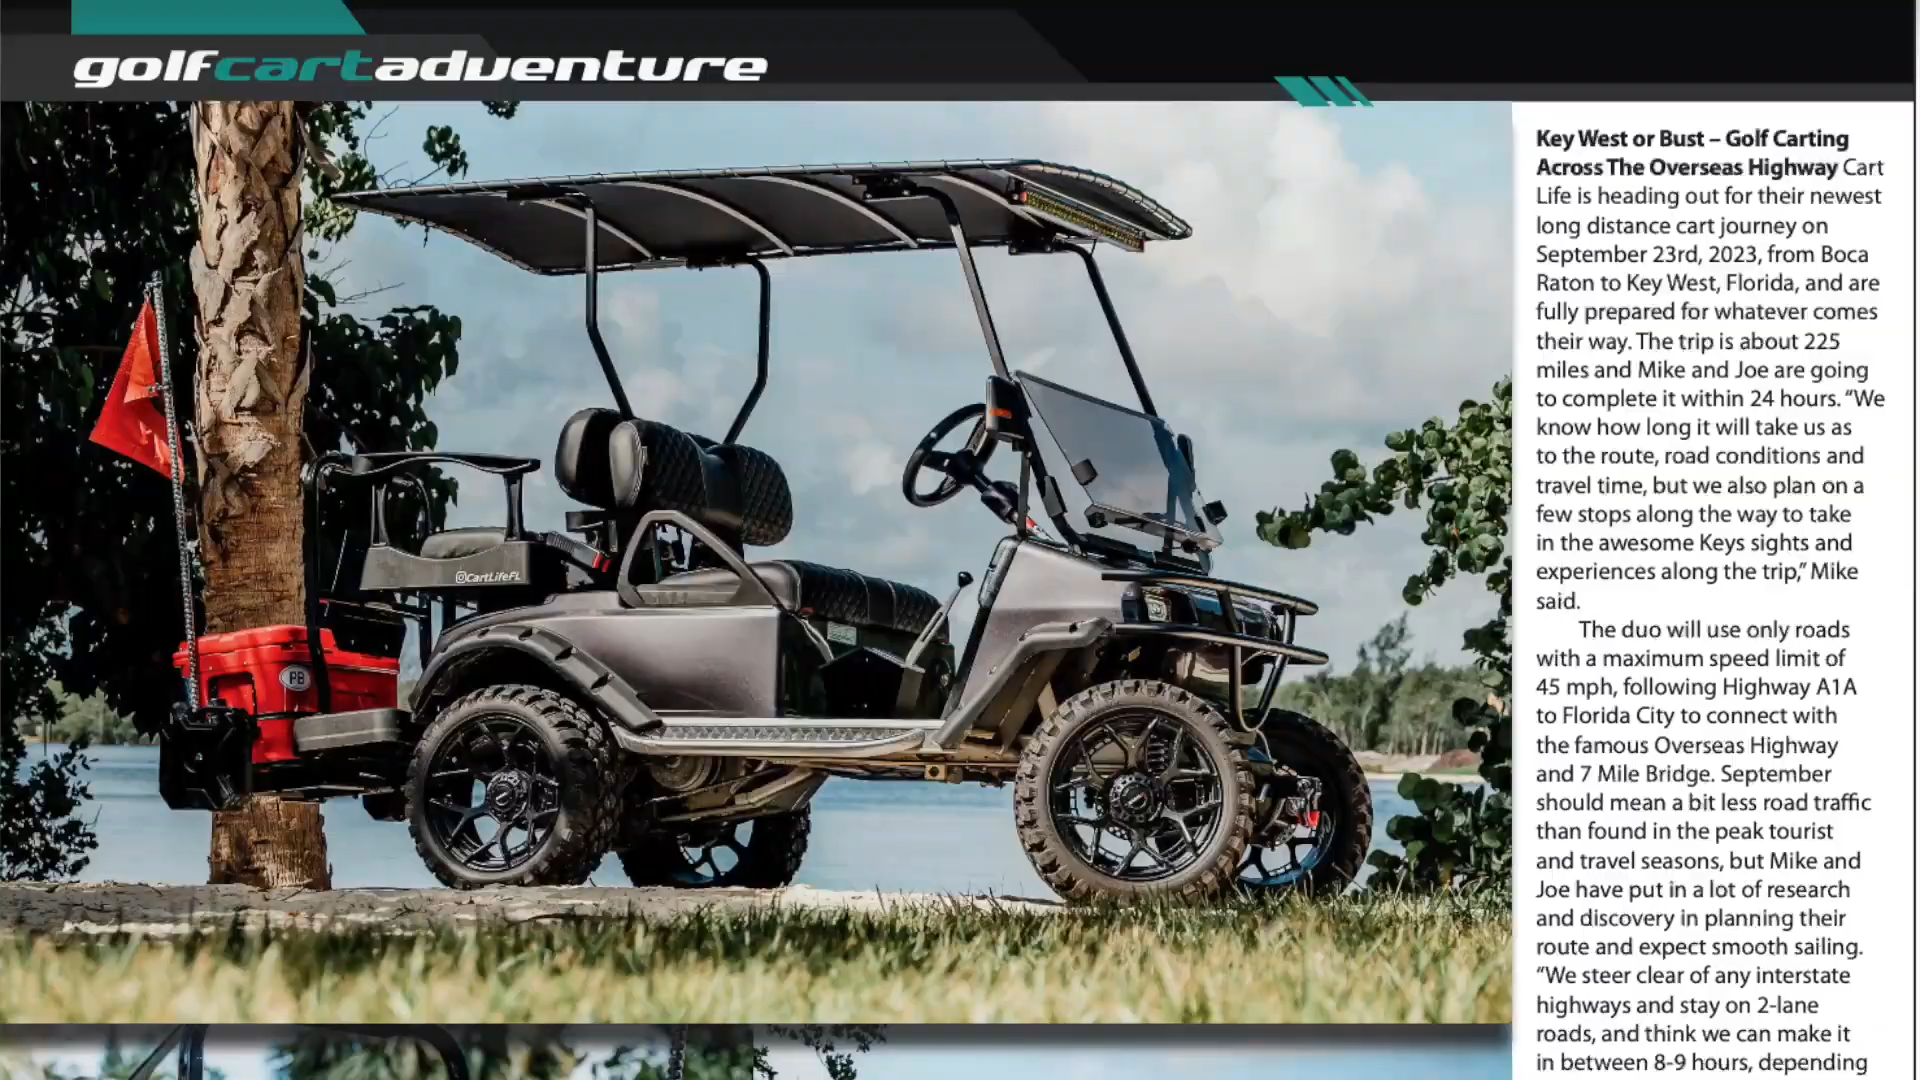 golfcartadventure
@CartLifeFL
PB
Key West or Bust – Golf Carting
Across The Overseas Highway Cart
Life is heading out for their newest
long distance cart journey on
September 23rd, 2023, from Boca
Raton to Key West, Florida, and are
fully prepared for whatever comes
their way. The trip is about 225
miles and Mike and Joe are going
to complete it within 24 hours. “We
know how long it will take us as
to the route, road conditions and
travel time, but we also plan on a
few stops along the way to take
in the awesome Keys sights and
experiences along the trip,” Mike
said.
The duo will use only roads
with a maximum speed limit of
45 mph, following Highway A1A
to Florida City to connect with
the famous Overseas Highway
and 7 Mile Bridge. September
should mean a bit less road traffic
than found in the peak tourist
and travel seasons, but Mike and
Joe have put in a lot of research
and discovery in planning their
route and expect smooth sailing.
“We steer clear of any interstate
highways and stay on 2-lane
roads, and think we can make it
in between 8-9 hours, depending